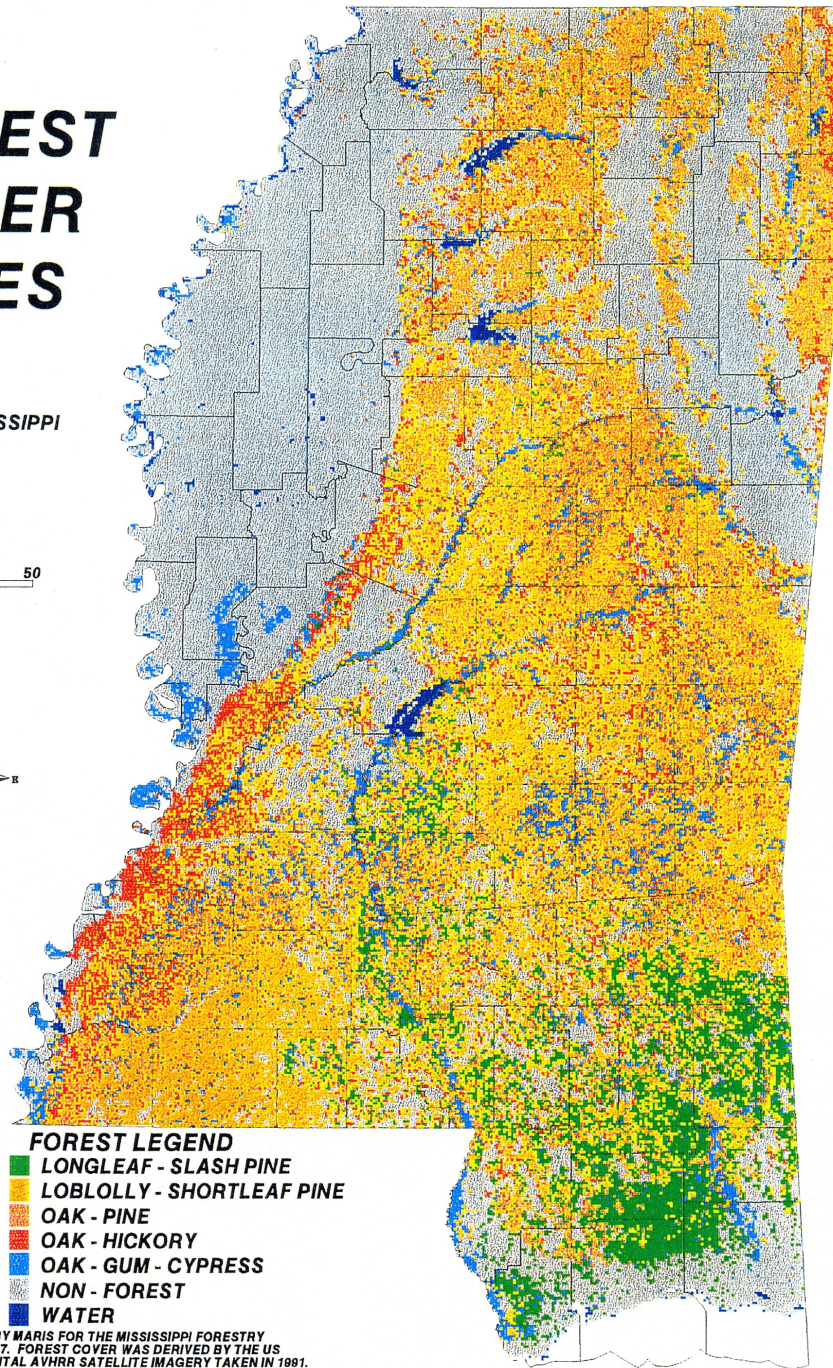 EST
ER
ES
SSIPPI
50
E
FOREST LEGEND
LONGLEAF - SLASH PINE
LOBLOLLY - SHORTLEAF PINE
OAK - PINE
OAK - HICKORY
OAK - GUM - CYPRESS
NON - FOREST
WATER
Y MARIS FOR THE MISSISSIPPI FORESTRY
7. FOREST COVER WAS DERIVED BY THE US
ITAL AVHRR SATELLITE IMAGERY TAKEN IN 1991.